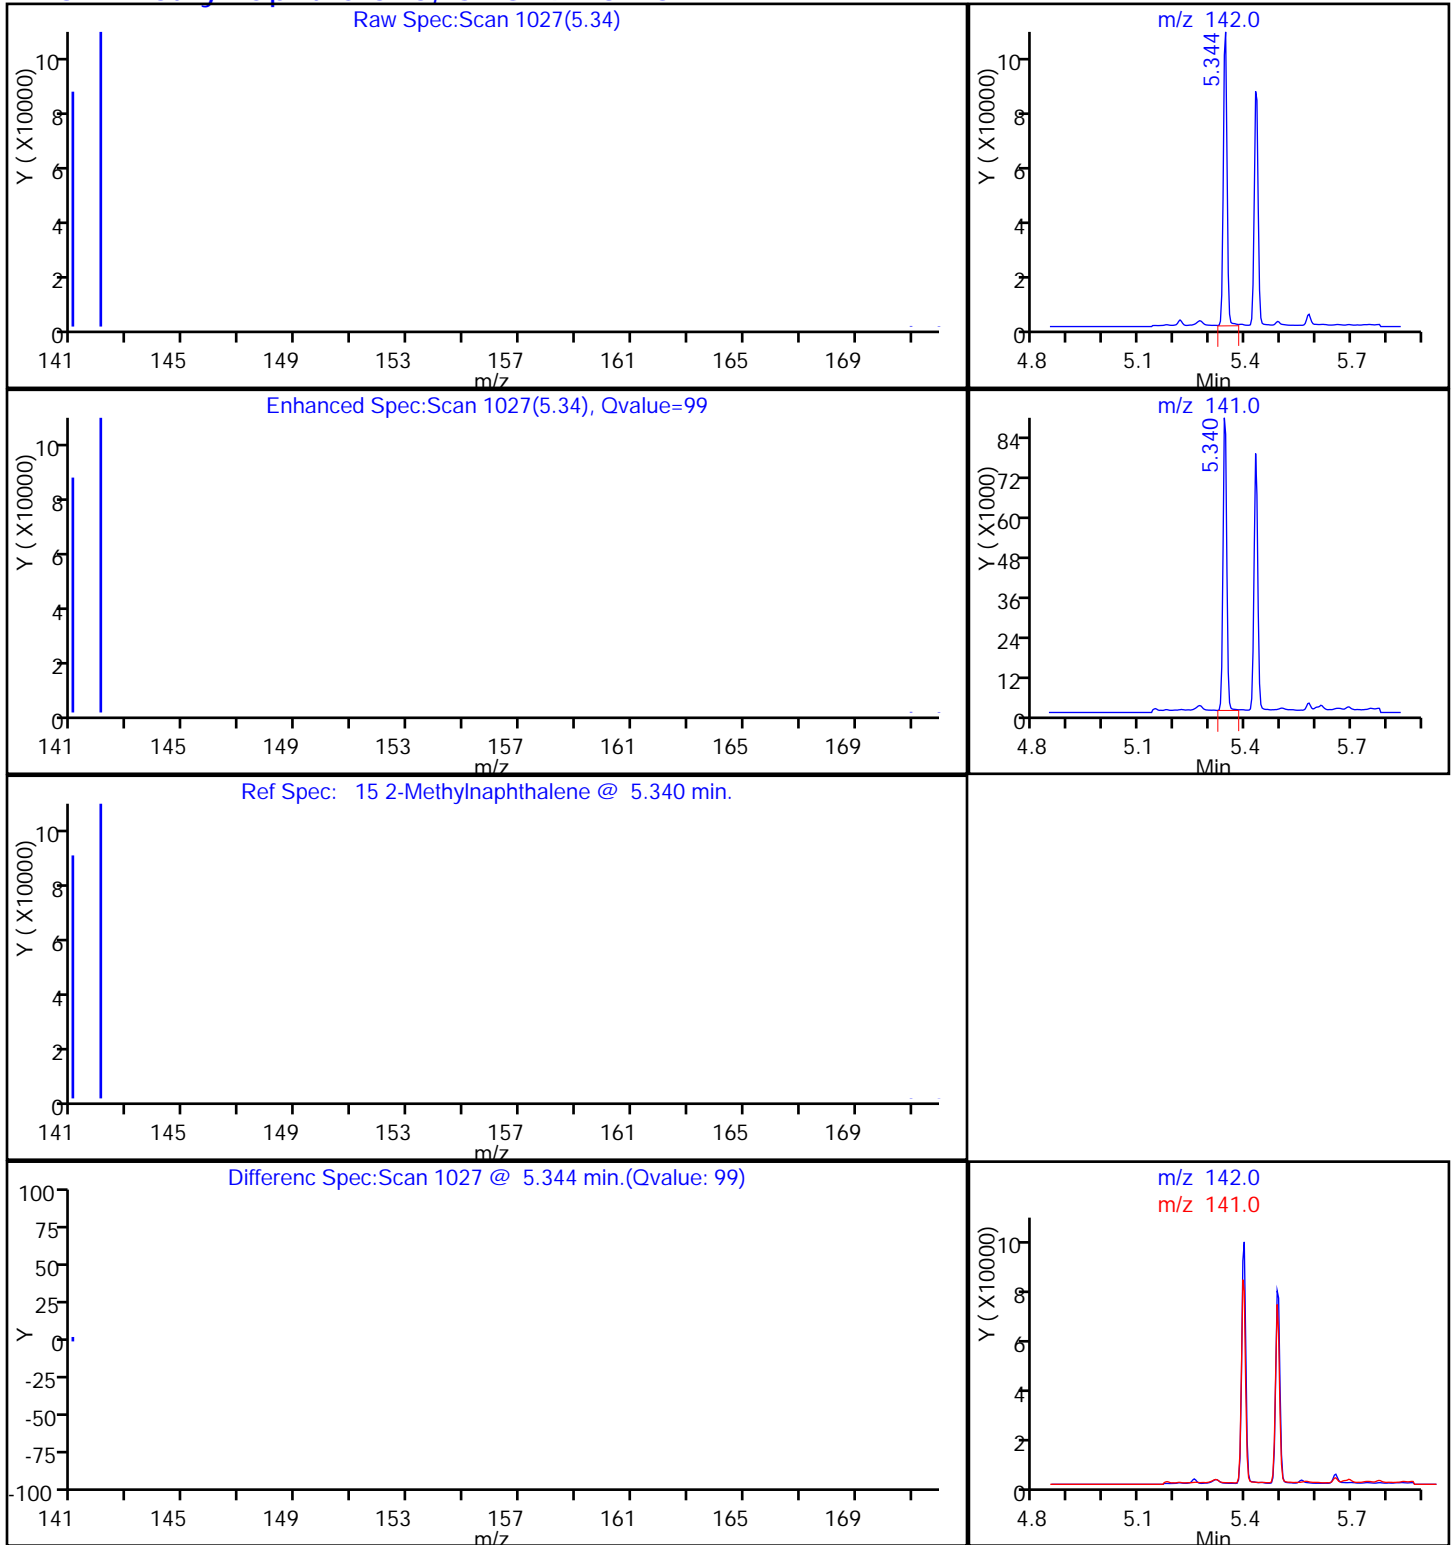 Raw Spec:Scan 1027(5.34)
Y ( X10000)
10
8
6
4
2
0
141 145 149 153 157 161 165 169
m/z
m/z 142.0
5.344
Y ( X10000)
10
8
6
4
2
0
4.8 5.1 5.4 5.7
Min
Enhanced Spec:Scan 1027(5.34), Qvalue=99
Y ( X10000)
10
8
6
4
2
0
141 145 149 153 157 161 165 169
m/z
m/z 141.0
5.340
Y ( X1000)
84
72
60
48
36
24
12
0
4.8 5.1 5.4 5.7
Min
Ref Spec: 15 2-Methylnaphthalene @ 5.340 min.
Y ( X10000)
10
8
6
4
2
0
141 145 149 153 157 161 165 169
m/z
Differenc Spec:Scan 1027 @ 5.344 min.(Qvalue: 99)
Y
100
75
50
25
0
-25
-50
-75
-100
141 145 149 153 157 161 165 169
m/z
m/z 142.0
m/z 141.0
Y ( X10000)
10
8
6
4
2
0
4.8 5.1 5.4 5.7
Min